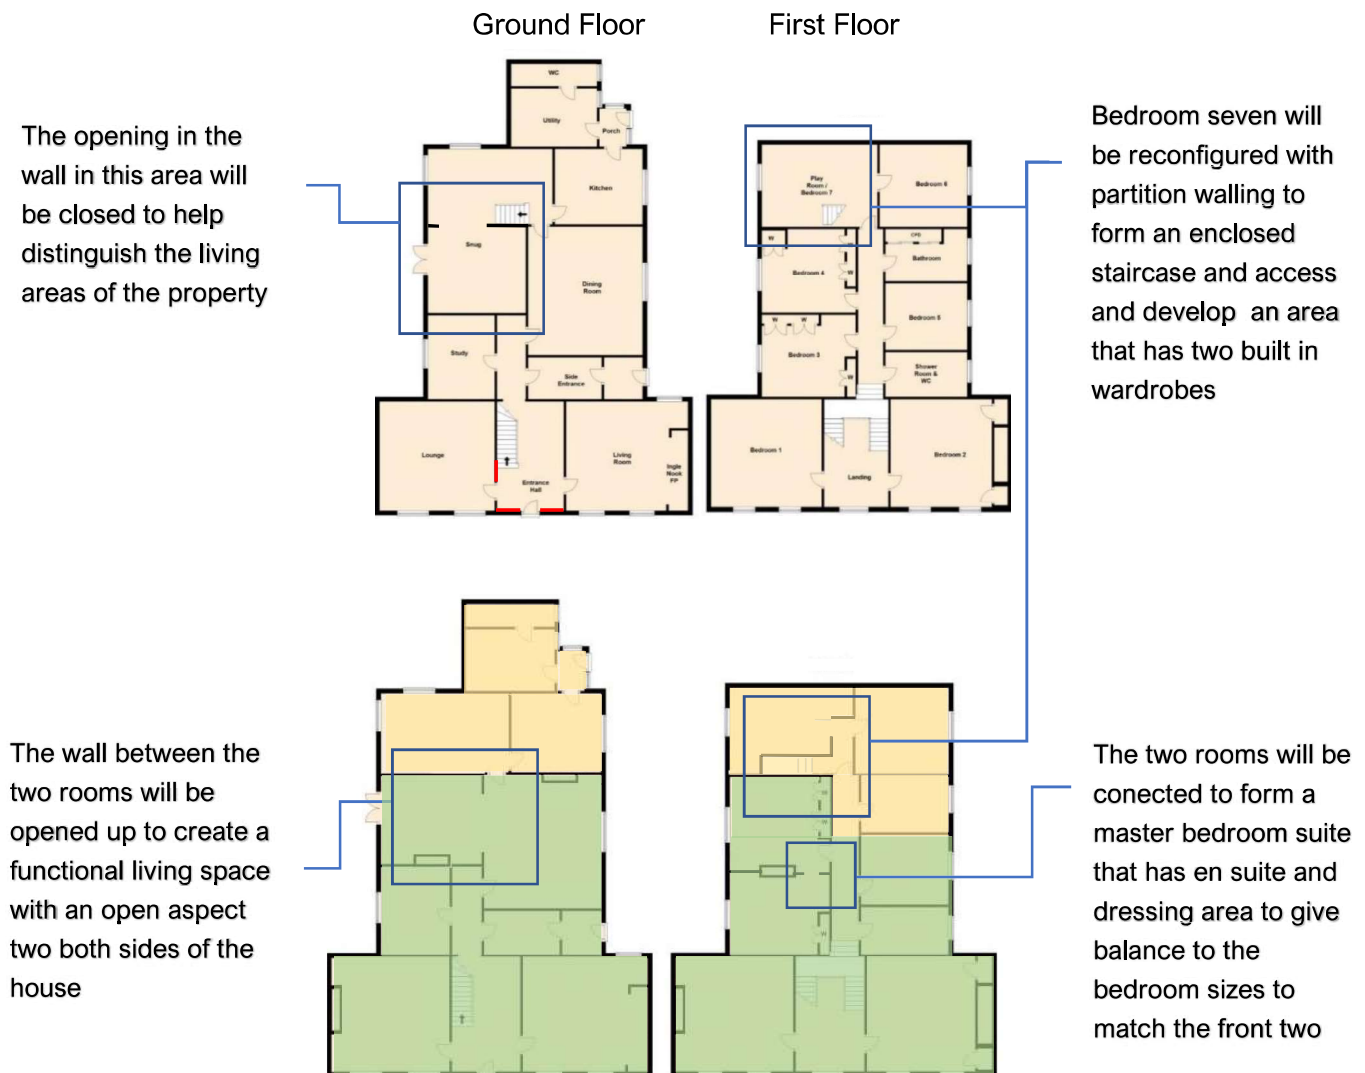 Ground Floor
First Floor
The opening in the
wall in this area will
be closed to help
distinguish the living
areas of the property
WC
Utility
Porch
Kitchen
Snug
Dining
Room
Study
Side
Entrance
Lounge
Entrance
Hall
Living
Room
Ingle
Nook
FP
Play
Room /
Bedroom 7
Bedroom 6
W
W
CPD
Bathroom
Bedroom 4
W
Bedroom 5
W
W
Bedroom 3
W
Shower
Room &
WC
Bedroom 1
Landing
Bedroom 2
Bedroom seven will
be reconfigured with
partition walling to
form an enclosed
staircase and access
and develop an area
that has two built in
wardrobes
The wall between the
two rooms will be
opened up to create a
functional living space
with an open aspect
two both sides of the
house
W
W
W
The two rooms will be
conected to form a
master bedroom suite
that has en suite and
dressing area to give
balance to the
bedroom sizes to
match the front two